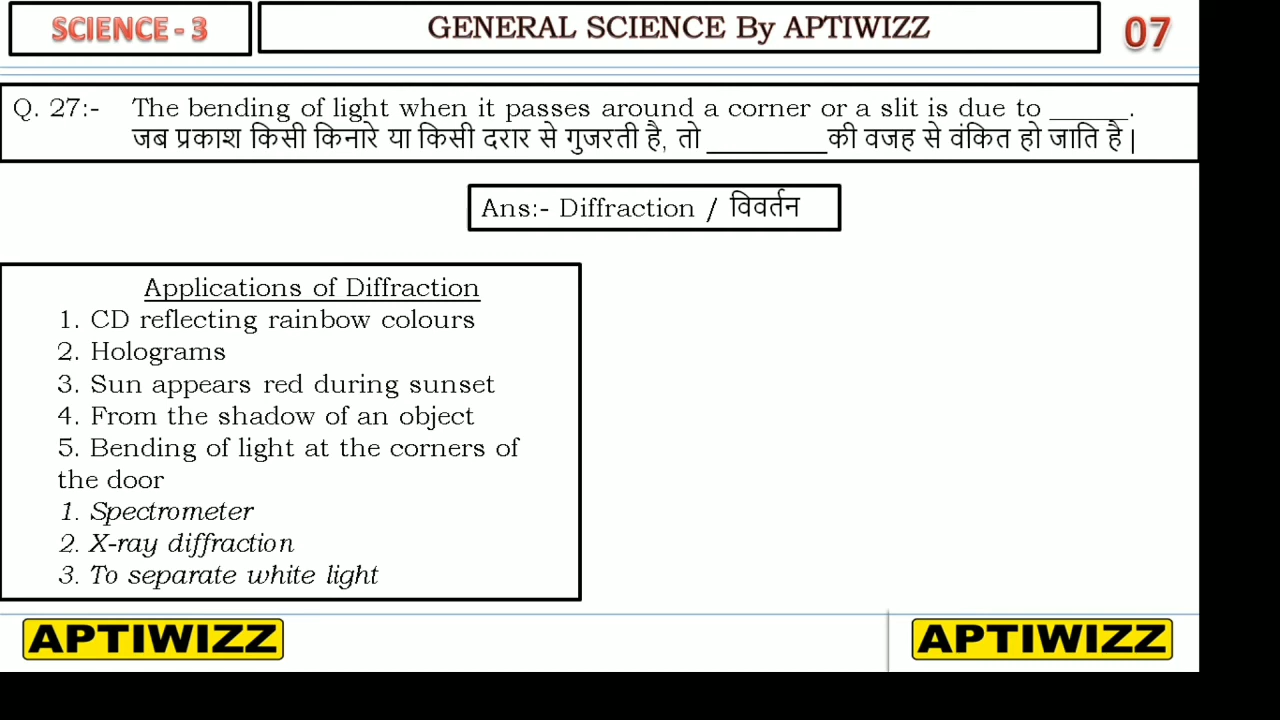 SCIENCE - 3
GENERAL SCIENCE By APTIWIZZ
07
Q. 27:- The bending of light when it passes around a corner or a slit is due to _____.
जब प्रकाश किसी किनारे या किसी दरार से गुजरती है, तो _________की वजह से वंकित हो जाति है |
Ans:- Diffraction / विवर्तन
Applications of Diffraction
1. CD reflecting rainbow colours
2. Holograms
3. Sun appears red during sunset
4. From the shadow of an object
5. Bending of light at the corners of
the door
1. Spectrometer
2. X-ray diffraction
3. To separate white light
APTIWIZZ
APTIWIZZ